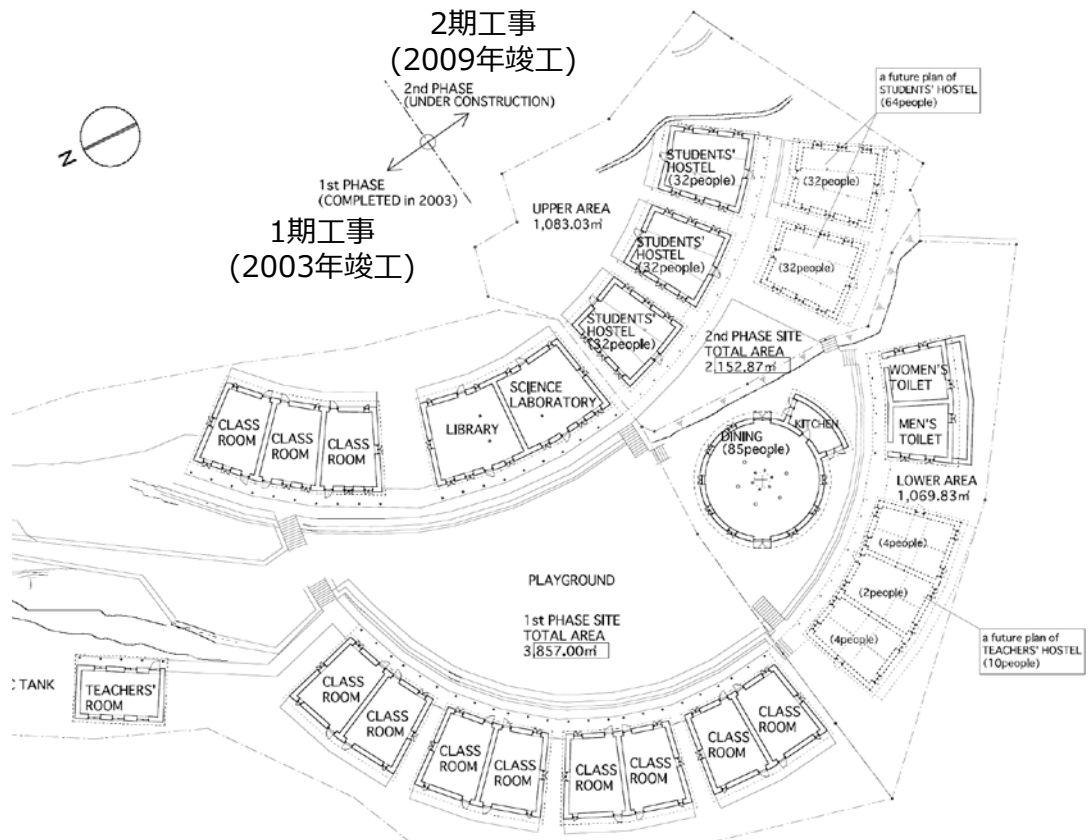 2期工事
(2009年竣工)
2nd PHASE
(UNDER CONSTRUCTION)
N
1st PHASE
(COMPLETED in 2003)
1期工事
(2003年竣工)
a future plan of
STUDENTS' HOSTEL
(64people)
STUDENTS'
HOSTEL
(32people)
(32people)
UPPER AREA
1,083.03㎡
STUDENTS'
HOSTEL
(32people)
(32people)
STUDENTS'
HOSTEL
(32people)
2nd PHASE SITE
TOTAL AREA
2,152.87㎡
CLASS
ROOM
CLASS
ROOM
CLASS
ROOM
LIBRARY
SCIENCE
LABORATORY
DINING
(85people)
KITCHEN
WOMEN'S
TOILET
MEN'S
TOILET
LOWER AREA
1,069.83㎡
(4people)
(2people)
(4people)
a future plan of
TEACHERS' HOSTEL
(10people)
PLAYGROUND
1st PHASE SITE
TOTAL AREA
3,857.00㎡
C TANK
TEACHERS'
ROOM
CLASS
ROOM
CLASS
ROOM
CLASS
ROOM
CLASS
ROOM
CLASS
ROOM
CLASS
ROOM
CLASS
ROOM
CLASS
ROOM